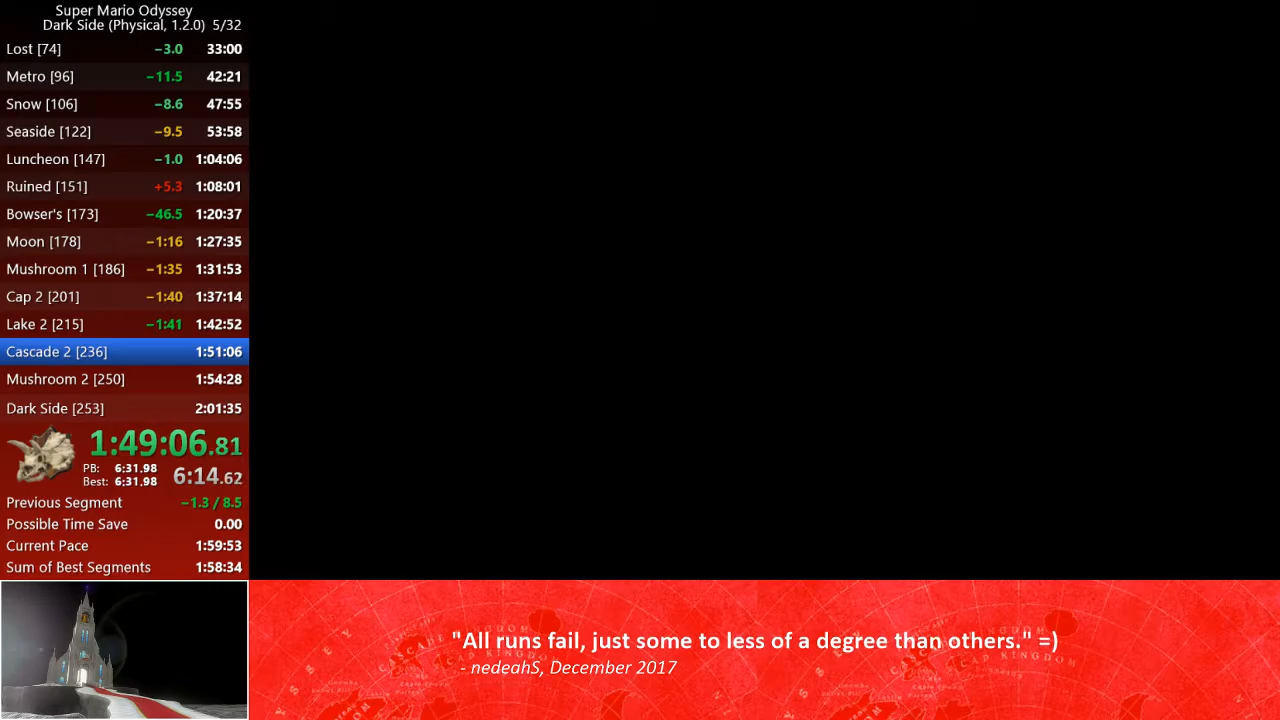 Super Mario Odyssey
Dark Side (Physical, 1.2.0) 5/32
Lost [74] −3.0 33:00
Metro [96] −11.5 42:21
Snow [106] −8.6 47:55
Seaside [122] −9.5 53:58
Luncheon [147] −1.0 1:04:06
Ruined [151] +5.3 1:08:01
Bowser's [173] −46.5 1:20:37
Moon [178] −1:16 1:27:35
Mushroom 1 [186] −1:35 1:31:53
Cap 2 [201] −1:40 1:37:14
Lake 2 [215] −1:41 1:42:52
Cascade 2 [236] 1:51:06
Mushroom 2 [250] 1:54:28
Dark Side [253] 2:01:35
1:49:06.81
PB: 6:31.98
Best: 6:31.98
6:14.62
Previous Segment −1.3 / 8.5
Possible Time Save 0.00
Current Pace 1:59:53
Sum of Best Segments 1:58:34
"All runs fail, just some to less of a degree than others." =)
- nedeahS, December 2017